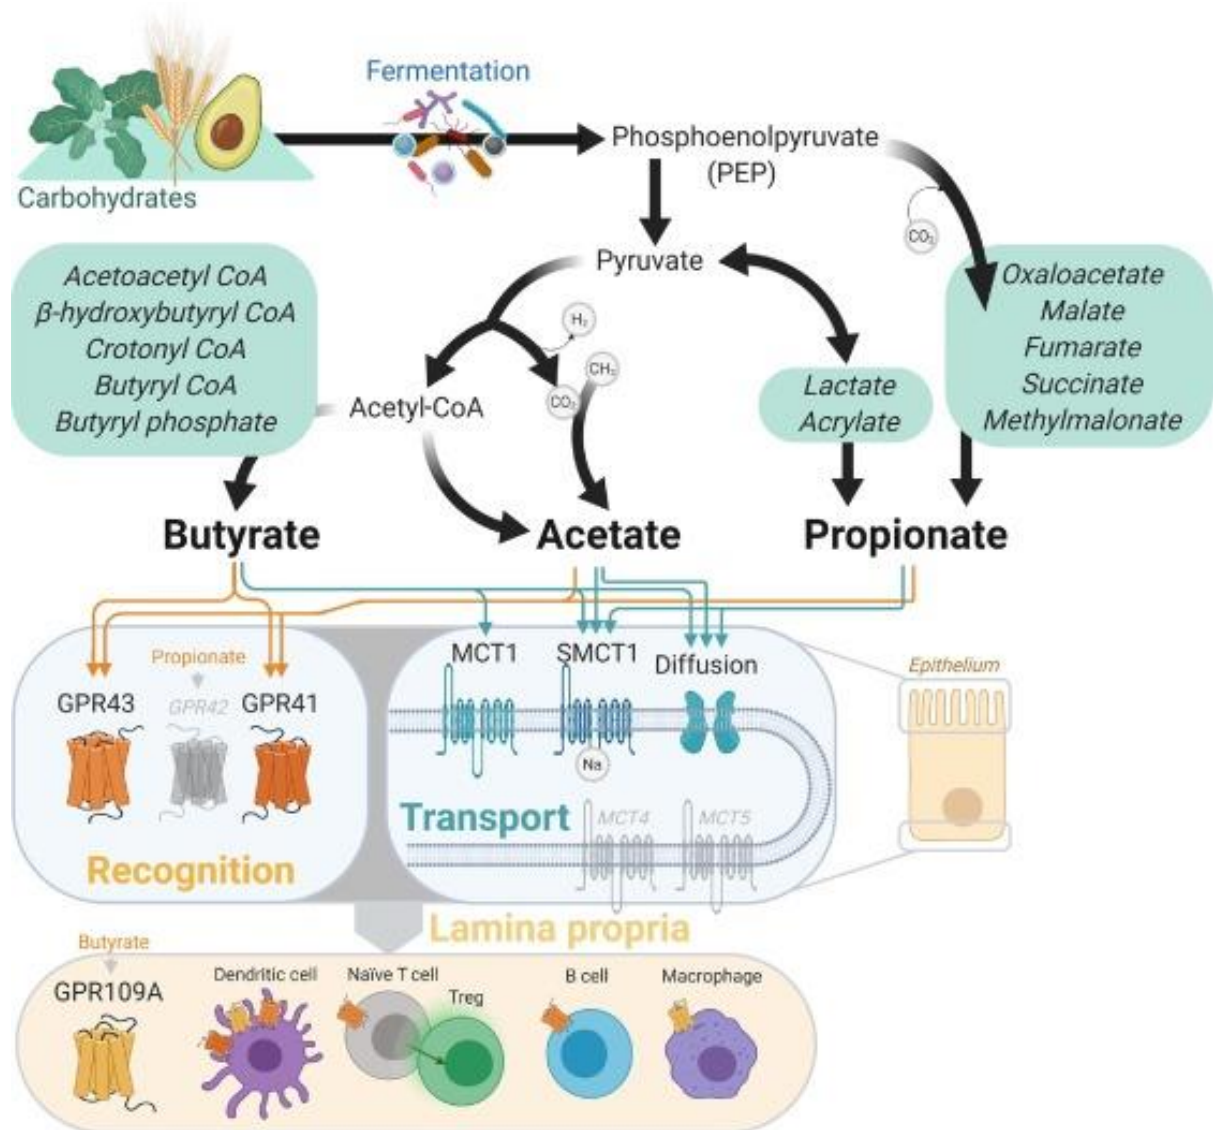 Fermentation
Carbohydrates
Phosphoenolpyruvate
(PEP)
CO₂
Pyruvate
H₂
CH₃
CO₂
Acetyl-CoA
Acetoacetyl CoA
β-hydroxybutyryl CoA
Crotonyl CoA
Butyryl CoA
Butyryl phosphate
Lactate
Acrylate
Oxaloacetate
Malate
Fumarate
Succinate
Methylmalonate
Butyrate
Acetate
Propionate
Propionate
GPR43
GPR42
GPR41
Recognition
MCT1
SMCT1
Diffusion
Na
Transport
MCT4
MCT5
Epithelium
Lamina propria
Butyrate
GPR109A
Dendritic cell
Naïve T cell
Treg
B cell
Macrophage